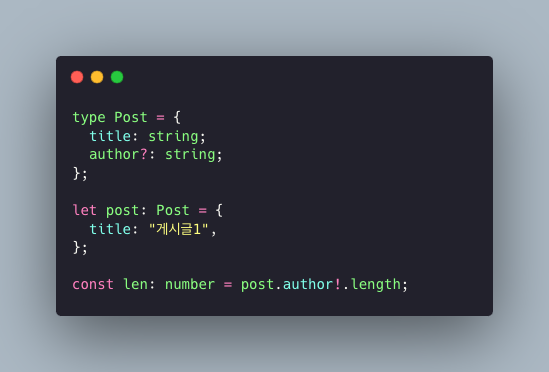 type Post = {
  title: string;
  author?: string;
};

let post: Post = {
  title: "게시글1",
};

const len: number = post.author!.length;